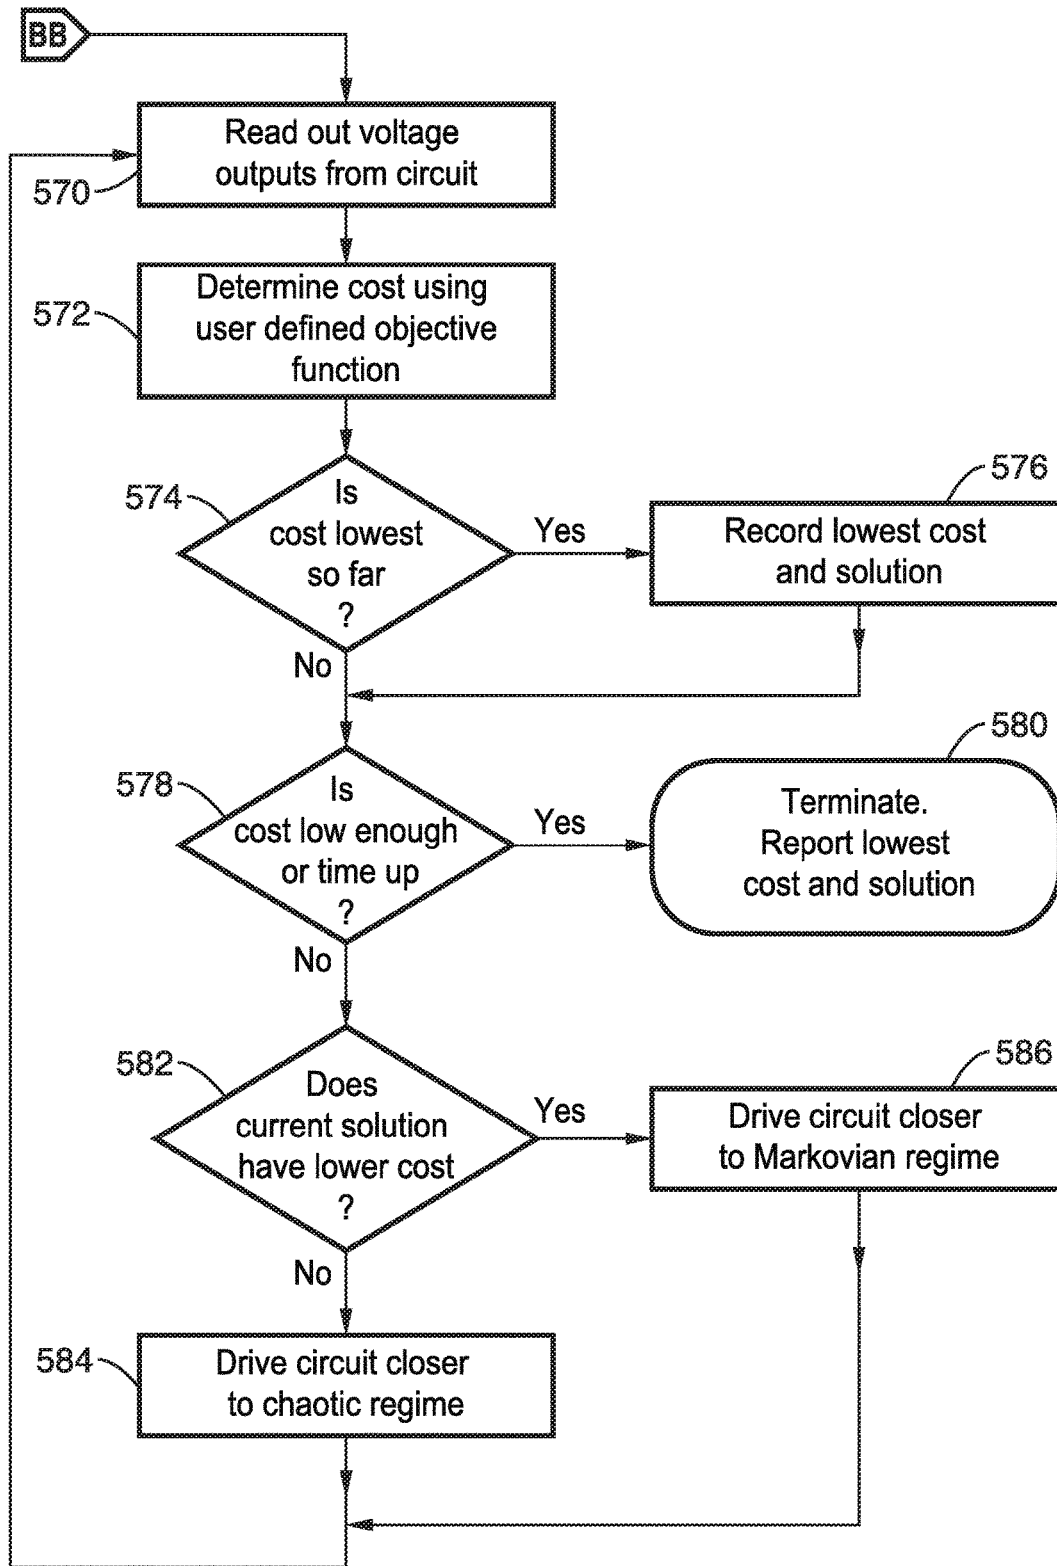 BB
Read out voltage
outputs from circuit
570
Determine cost using
user defined objective
function
572
574
Is
cost lowest
so far
?
Yes
576
Record lowest cost
and solution
No
578
Is
cost low enough
or time up
?
Yes
580
Terminate.
Report lowest
cost and solution
No
582
Does
current solution
have lower cost
?
Yes
586
Drive circuit closer
to Markovian regime
No
584
Drive circuit closer
to chaotic regime